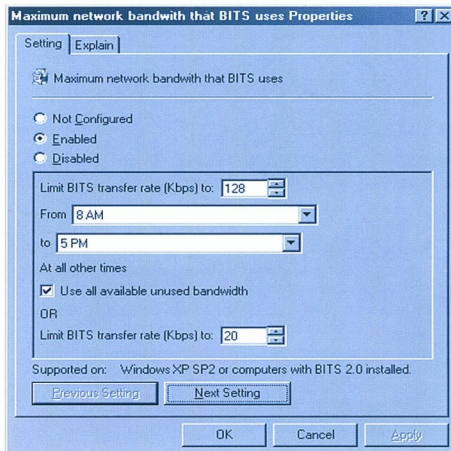 Maximum network bandwith that BITS uses Properties
Setting
Explain
Maximum network bandwith that BITS uses
Not Configured
Enabled
Disabled
Limit BITS transfer rate (Kbps) to: 128
From 8 AM
to 5 PM
At all other times
Use all available unused bandwidth
OR
Limit BITS transfer rate (Kbps) to: 20
Supported on: Windows XP SP2 or computers with BITS 2.0 installed.
Previous Setting
Next Setting
OK
Cancel
Apply